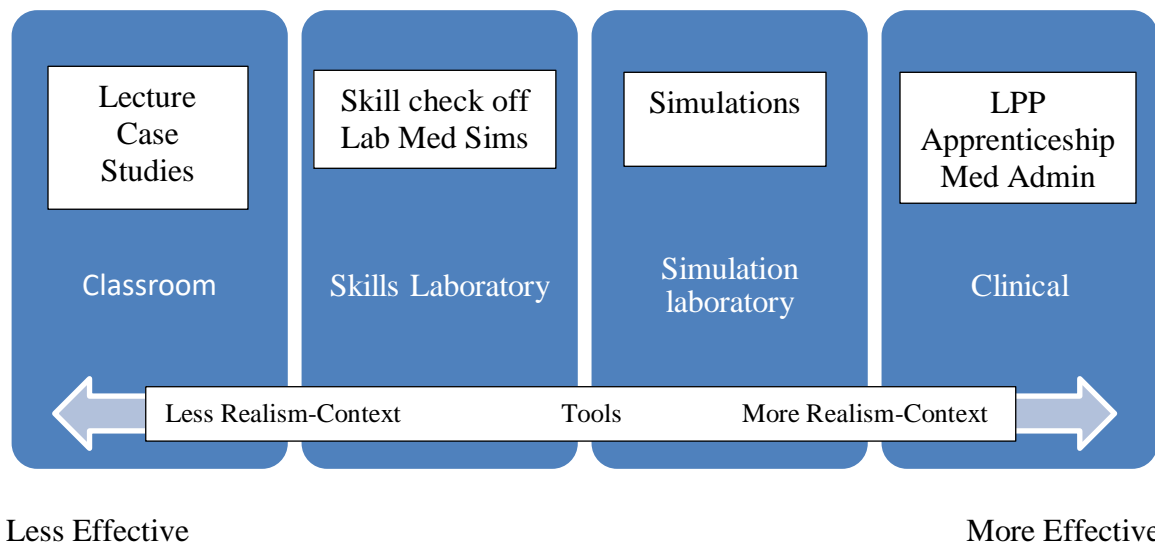 Lecture
Case
Studies
Skill check off
Lab Med Sims
Simulations
LPP
Apprenticeship
Med Admin
Classroom
Skills Laboratory
Simulation
laboratory
Clinical
Less Realism-Context
Tools
More Realism-Context
Less Effective
More Effective